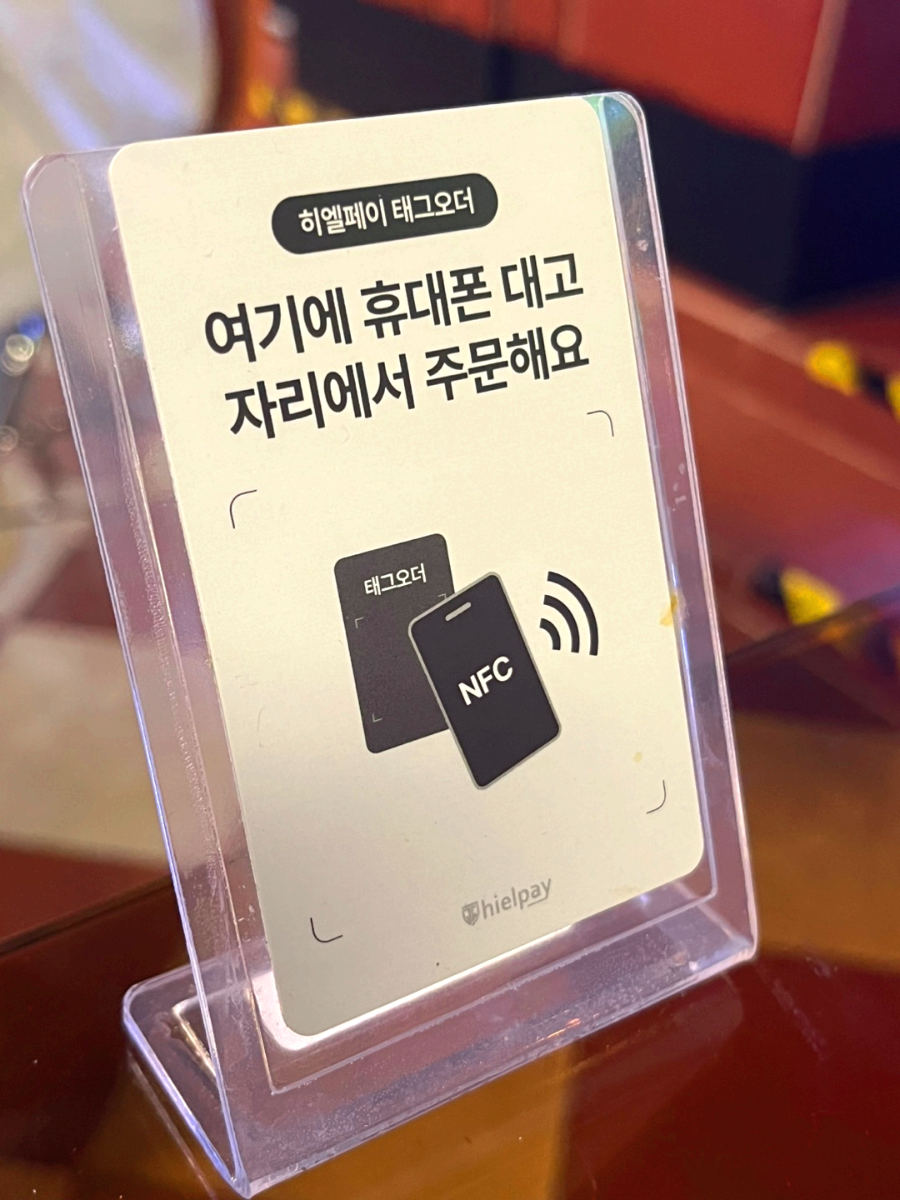 히엘페이 태그오더
여기에 휴대폰 대고
자리에서 주문해요
태그오더
NFC
hielpay